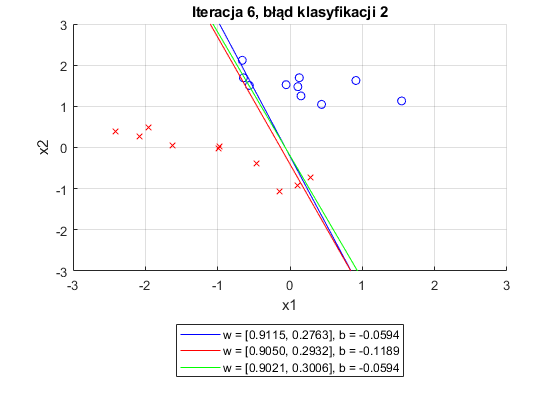 Iteracja 6, błąd klasyfikacji 2
3
2
1
0
-1
-2
-3
x2
-3
-2
-1
0
1
2
3
x1
w = [0.9115, 0.2763], b = -0.0594
w = [0.9050, 0.2932], b = -0.1189
w = [0.9021, 0.3006], b = -0.0594